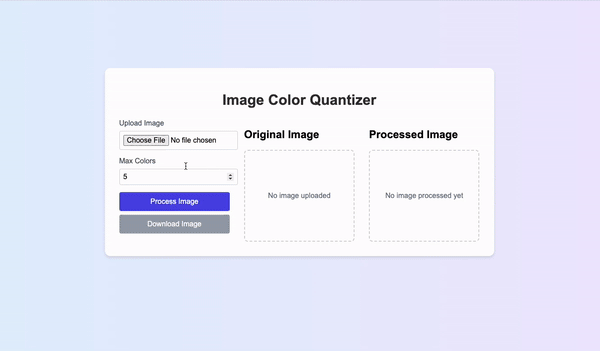 Image Color Quantizer
Upload Image
Choose File No file chosen
Max Colors
5
Process Image
Download Image
Original Image
No image uploaded
Processed Image
No image processed yet